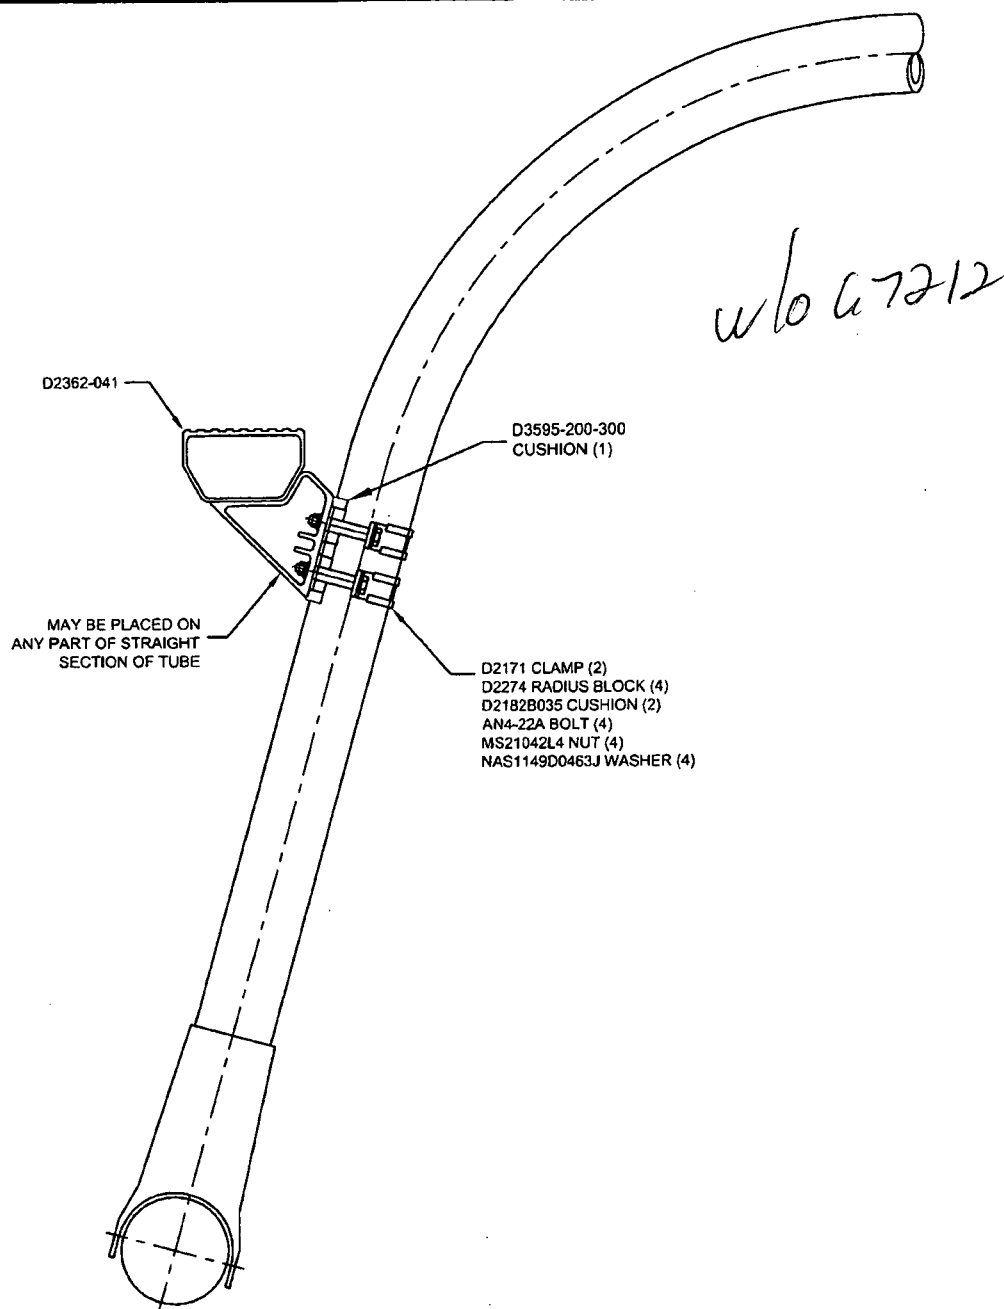 w/o G7212
D2362-041
D3595-200-300
CUSHION (1)
MAY BE PLACED ON
ANY PART OF STRAIGHT
SECTION OF TUBE
D2171 CLAMP (2)
D2274 RADIUS BLOCK (4)
D2182B035 CUSHION (2)
AN4-22A BOLT (4)
MS21042L4 NUT (4)
NAS1149D0463J WASHER (4)